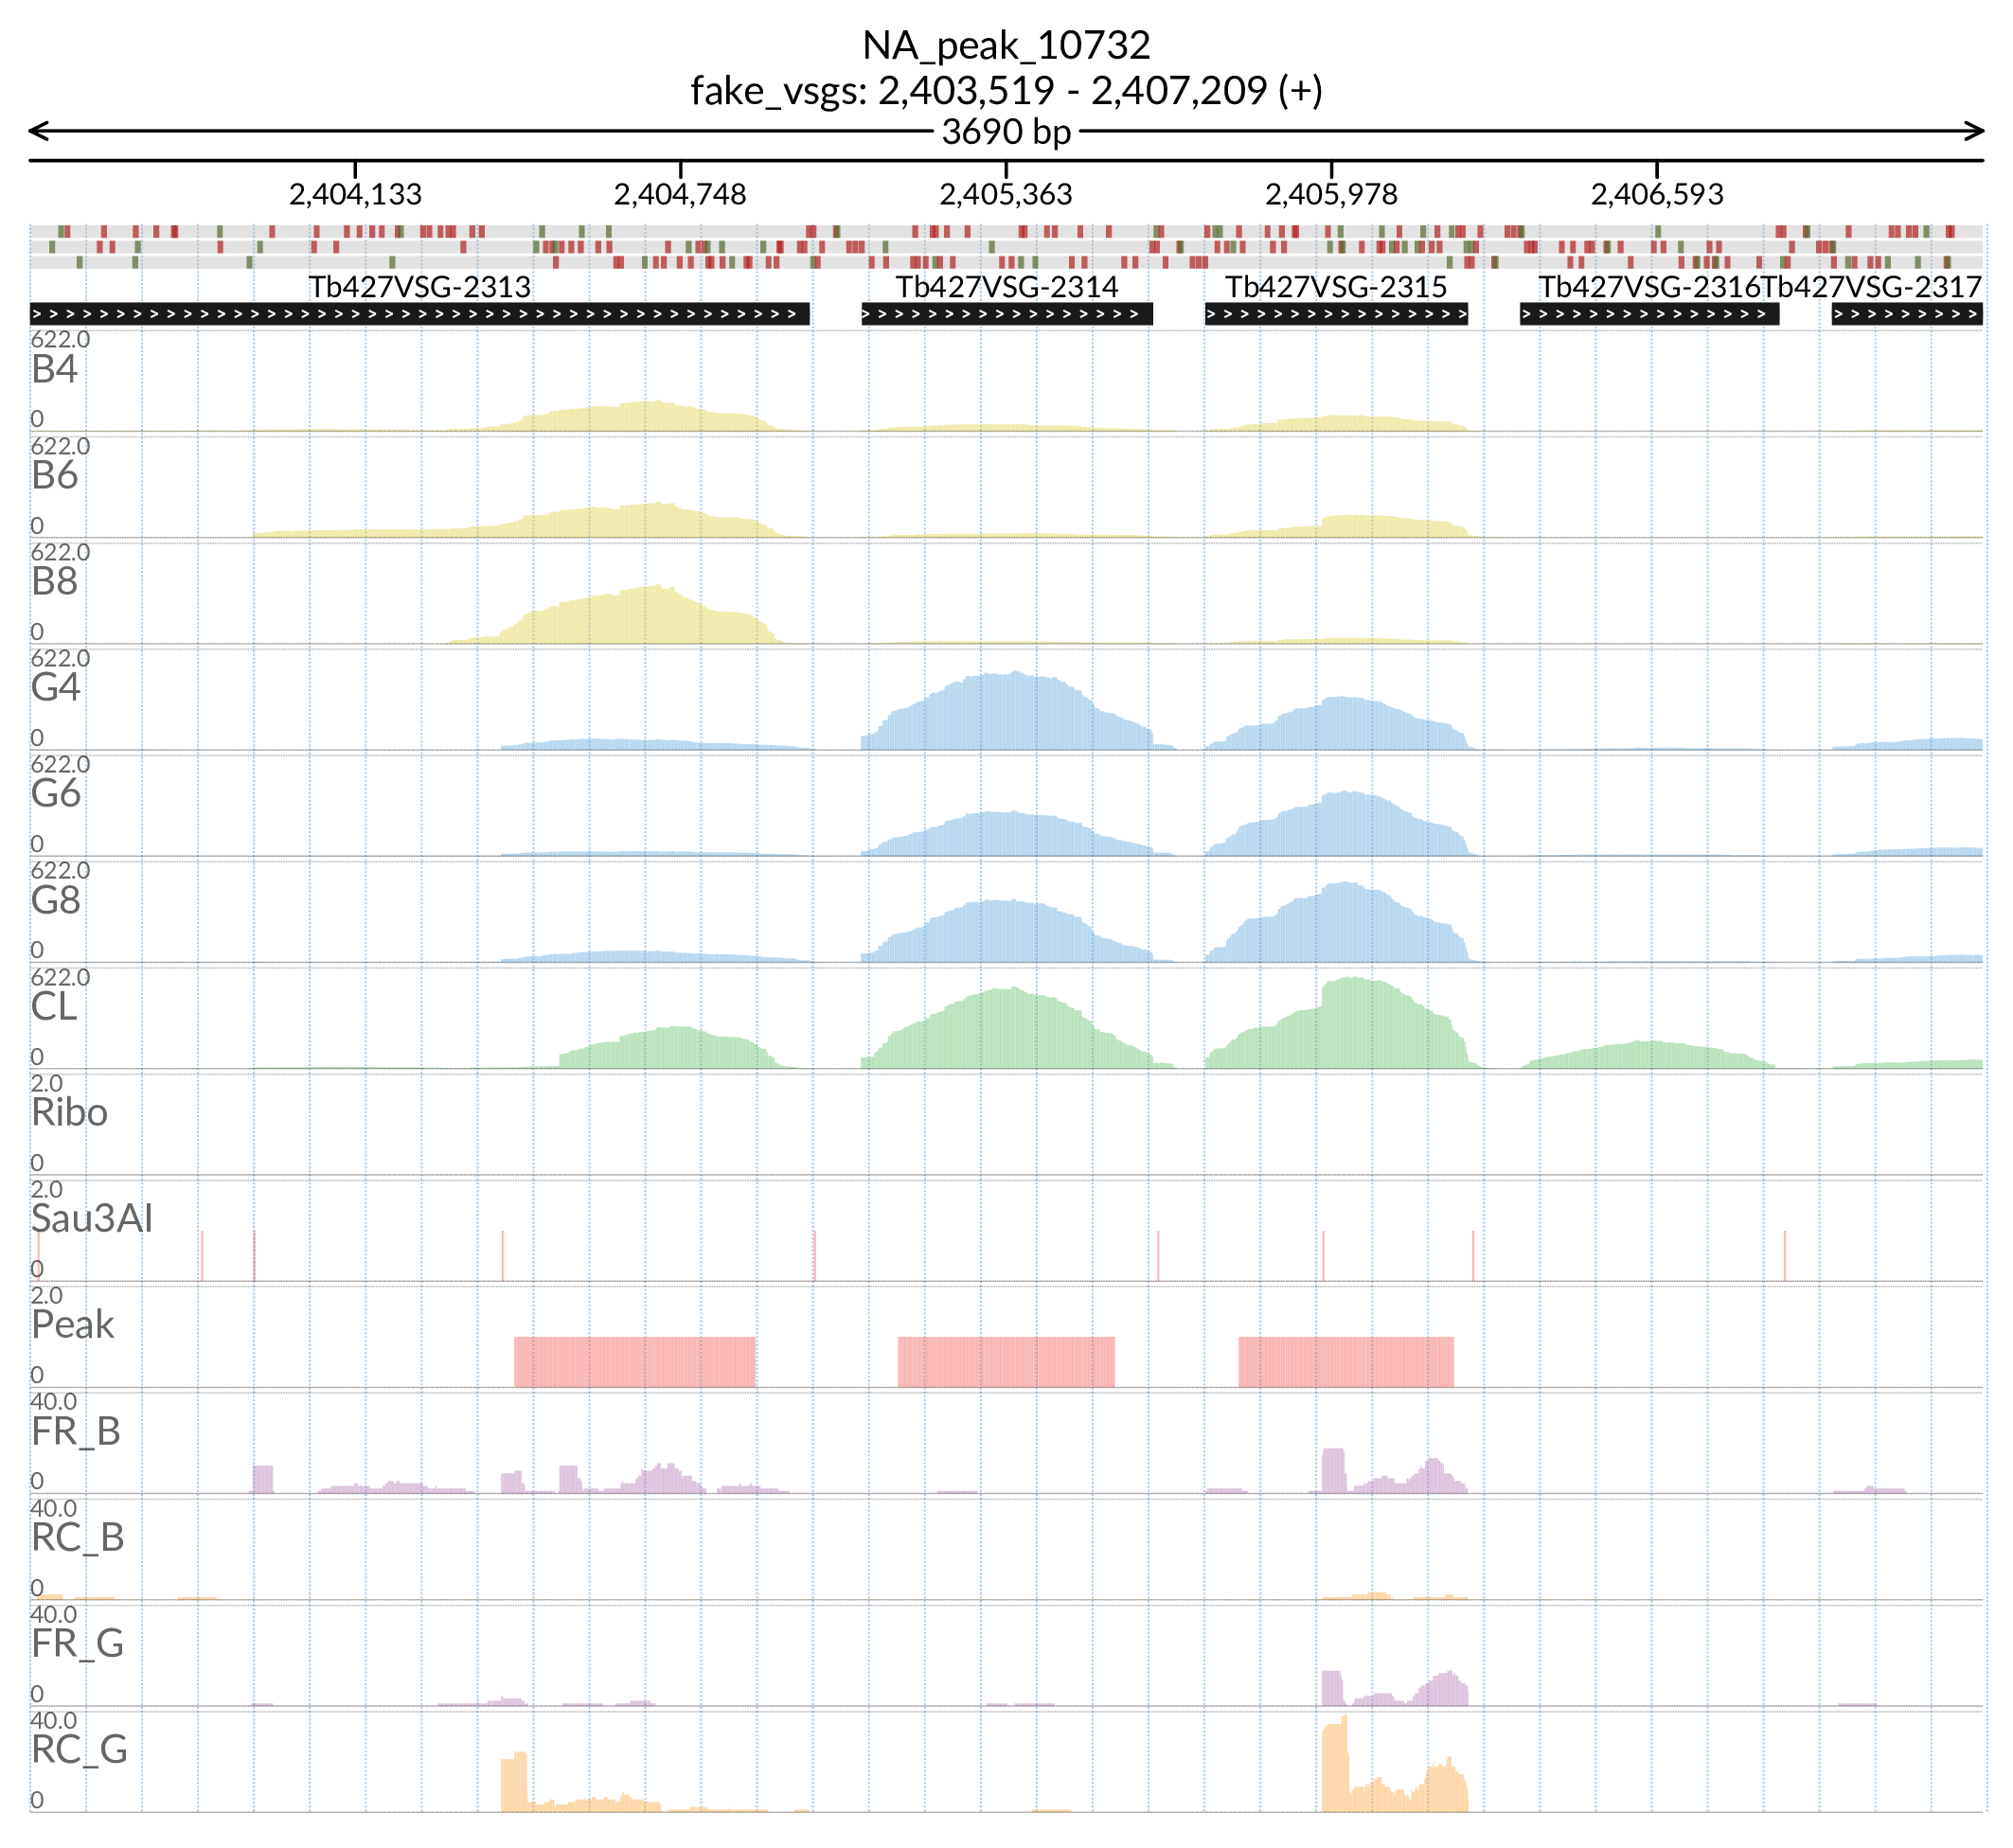 NA_peak_10732
fake_vsgs: 2,403,519 - 2,407,209 (+)
3690 bp
2,404,133 2,404,748 2,405,363 2,405,978 2,406,593
Tb427VSG-2313 Tb427VSG-2314 Tb427VSG-2315 Tb427VSG-2316 Tb427VSG-2317
622.0
B4
0
622.0
B6
0
622.0
B8
0
622.0
G4
0
622.0
G6
0
622.0
G8
0
622.0
CL
0
2.0
Ribo
0
2.0
Sau3AI
0
2.0
Peak
0
40.0
FR_B
0
40.0
RC_B
0
40.0
FR_G
0
40.0
RC_G
0